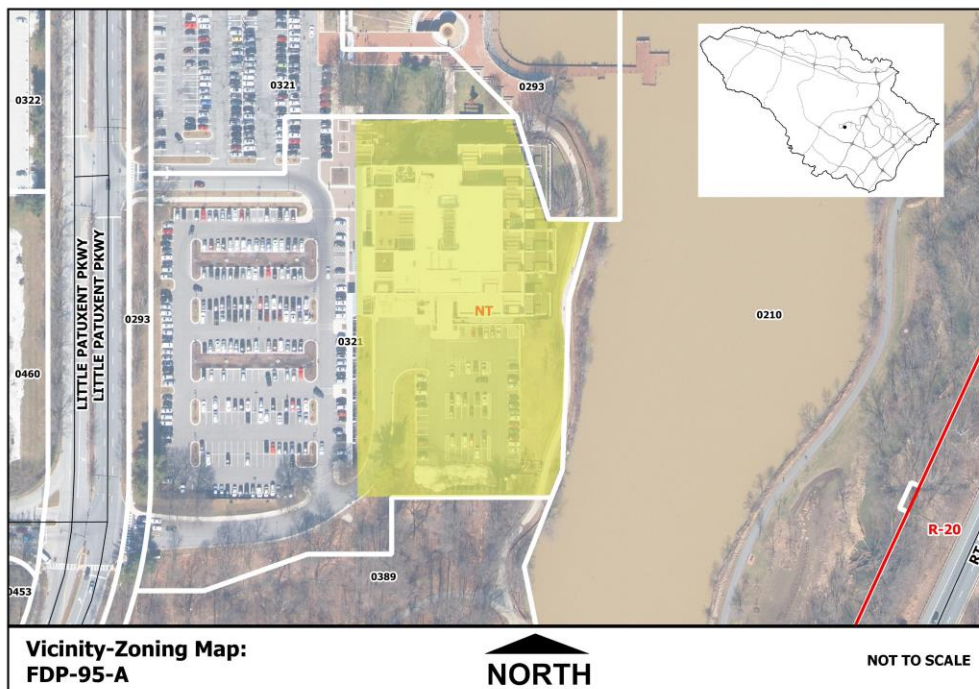 0322
0321
0293
LITTLE PATUXENT PKWY
LITTLE PATUXENT PKWY
0293
0321
NT
0210
0460
R-20
0389
0453
RT
Vicinity-Zoning Map:
FDP-95-A
NORTH
NOT TO SCALE